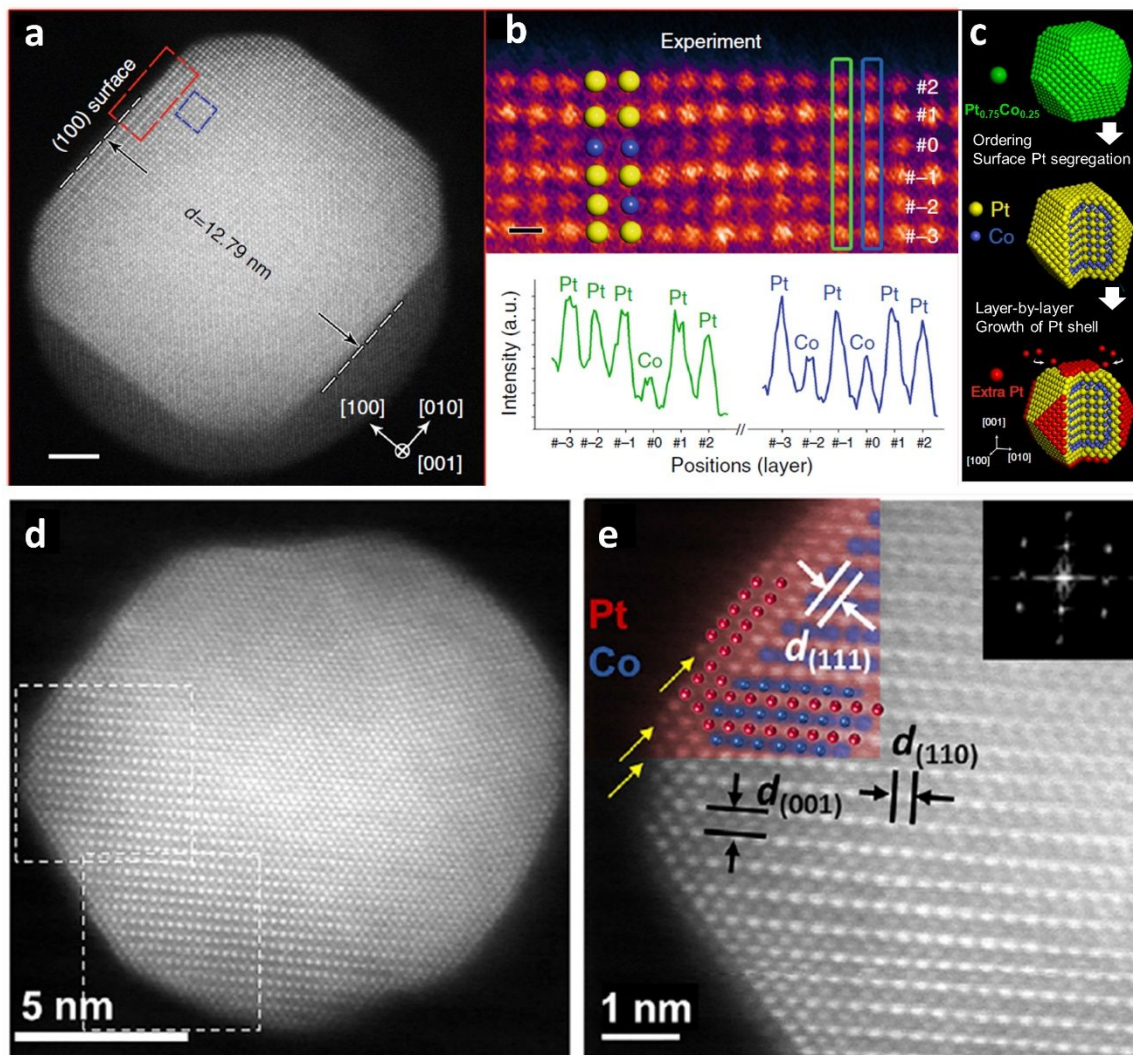 a
(100) surface
d=12.79 nm
[100]
[010]
[001]
b
Experiment
#2
#1
#0
#−1
#−2
#−3
Intensity (a.u.)
Pt
Pt
Pt
Co
Pt
Pt
Pt
Co
Pt
Co
Pt
Pt
#−3 #−2 #−1 #0 #1 #2
#−3 #−2 #−1 #0 #1 #2
Positions (layer)
c
Pt0.75Co0.25
Ordering
Surface Pt segregation
Pt
Co
Layer-by-layer
Growth of Pt shell
Extra Pt
[001]
[100]
[010]
d
5 nm
e
Pt
Co
d(111)
d(110)
d(001)
1 nm